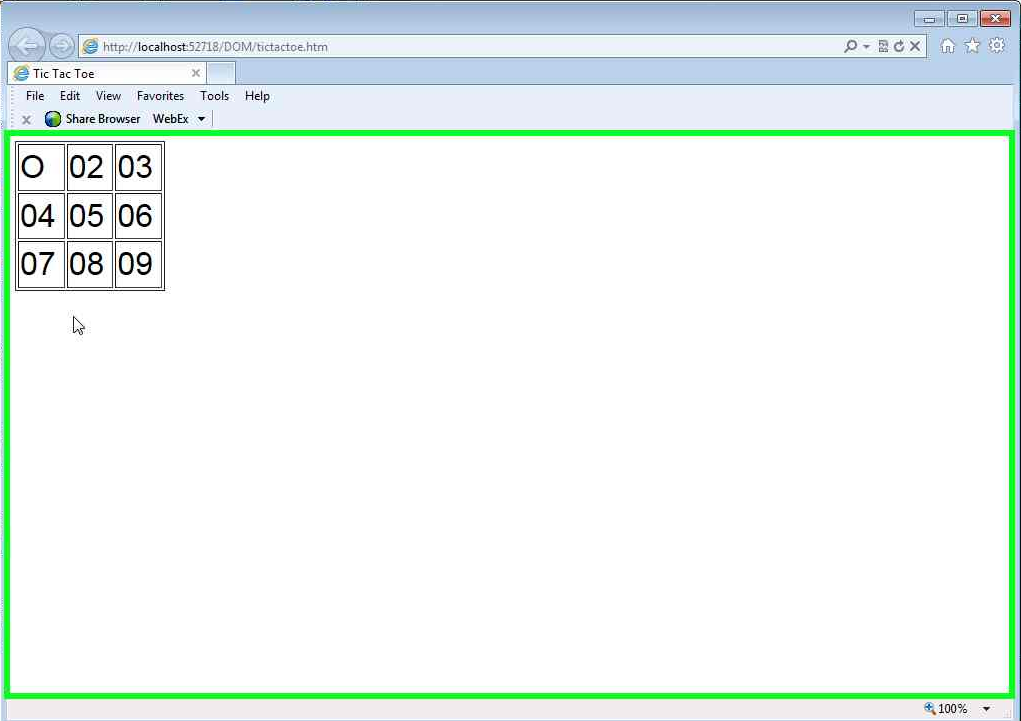 http://localhost:52718/DOM/tictactoe.htm
Tic Tac Toe
File Edit View Favorites Tools Help
x Share Browser WebEx
O 02 03
04 05 06
07 08 09
100%